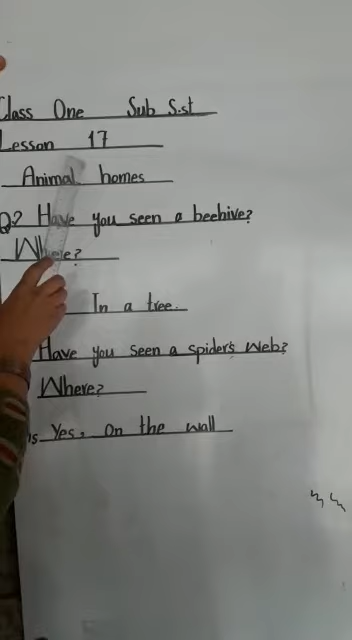 Class One Sub S.st
Lesson 17
Animal homes
Q? Have you seen a beehive?
Where?
In a tree.
Have you seen a spider's web?
Where?
Yes, on the wall